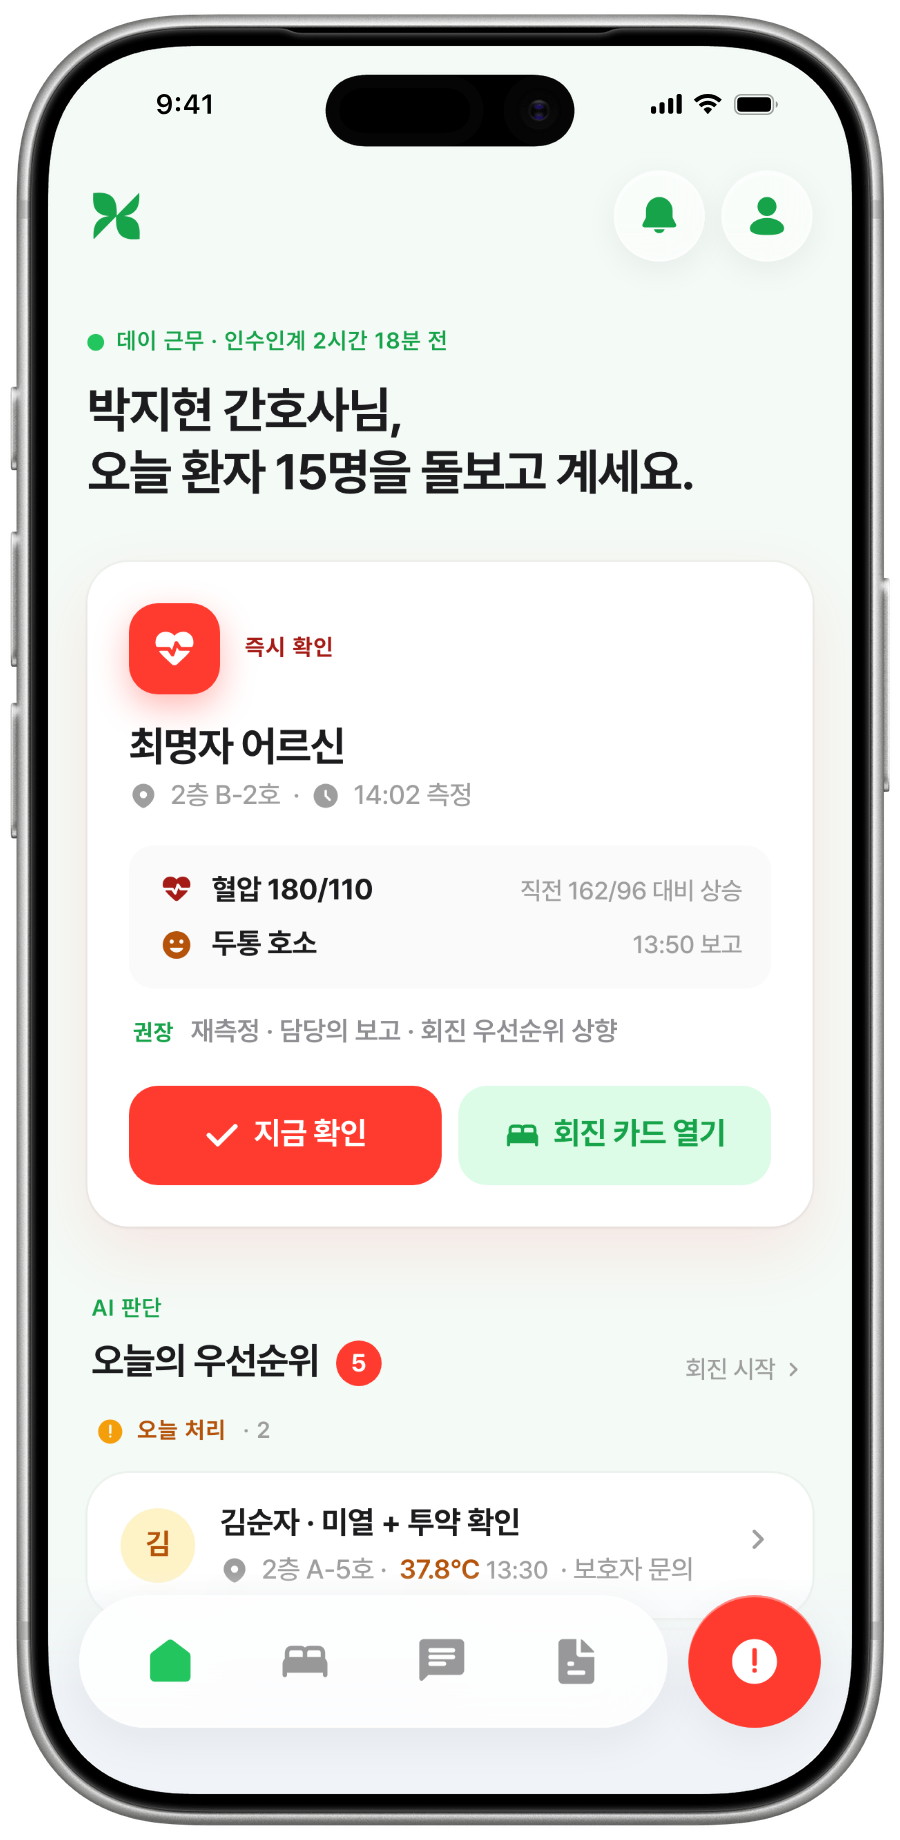 9:41
데이 근무 · 인수인계 2시간 18분 전
박지현 간호사님,
오늘 환자 15명을 돌보고 계세요.
즉시 확인
최명자 어르신
2층 B-2호 · 14:02 측정
혈압 180/110 직전 162/96 대비 상승
두통 호소 13:50 보고
권장 재측정 · 담당의 보고 · 회진 우선순위 상향
지금 확인 회진 카드 열기
AI 판단
오늘의 우선순위 5 회진 시작
오늘 처리 · 2
김 김순자 · 미열 + 투약 확인
2층 A-5호 · 37.8°C 13:30 · 보호자 문의